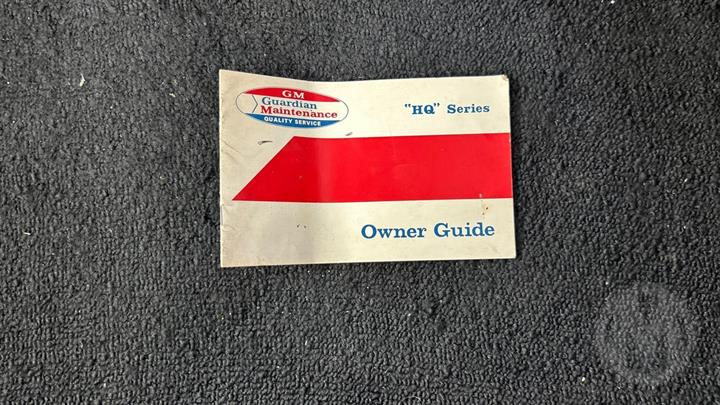 GM
Guardian
Maintenance
QUALITY SERVICE
"HQ" Series
Owner Guide